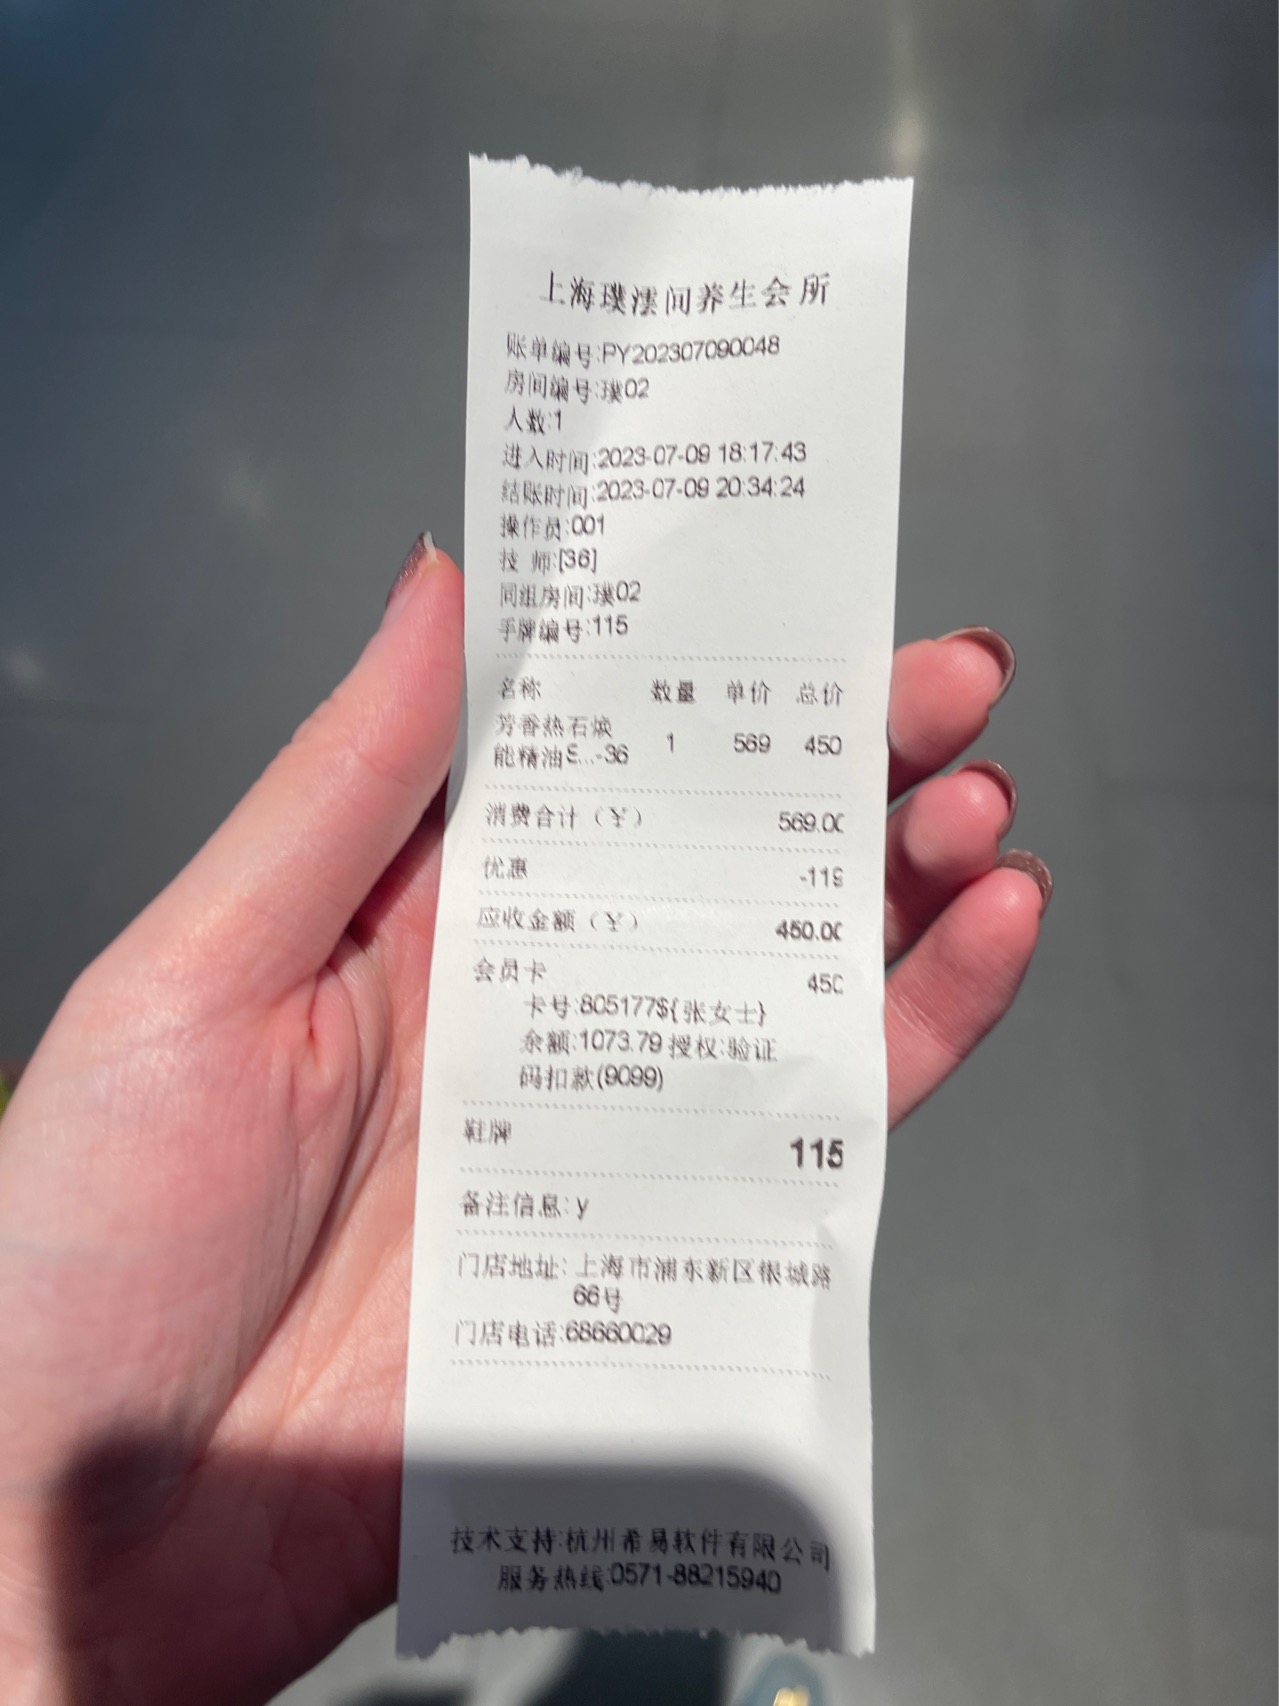 上海璞澐间养生会所
账单编号:PY202307090048
房间编号:璞02
人数:1
进入时间:2023-07-09 18:17:43
结账时间:2023-07-09 20:34:24
操作员:001
技 师:[36]
同组房间:璞02
手牌编号:115
名称 数量 单价 总价
芳香热石焕
能精油S...-36 1 569 450
消费合计（¥） 569.00
优惠 -119
应收金额（¥） 450.00
会员卡 450
卡号:805177${张女士}
余额:1073.79 授权:验证
码扣款(9099)
鞋牌 115
备注信息: y
门店地址: 上海市浦东新区银城路
66号
门店电话:68660029
技术支持:杭州希易软件有限公司
服务热线:0571-88215940